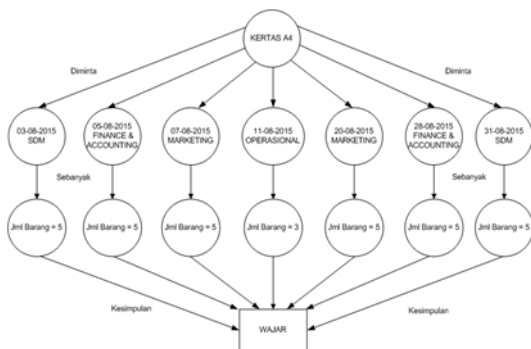 KERTAS A4
Diminta
Diminta
03-08-2015
SDM
05-08-2015
FINANCE &
ACCOUNTING
07-08-2015
MARKETING
11-08-2015
OPERASIONAL
20-08-2015
MARKETING
28-08-2015
FINANCE &
ACCOUNTING
31-08-2015
SDM
Sebanyak
Sebanyak
Jml Barang = 5
Jml Barang = 5
Jml Barang = 5
Jml Barang = 3
Jml Barang = 5
Jml Barang = 5
Jml Barang = 5
Kesimpulan
Kesimpulan
WAJAR